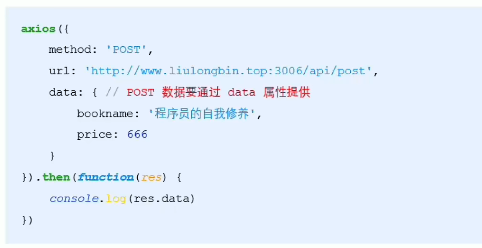 axios({
    method: 'POST',
    url: 'http://www.liulongbin.top:3006/api/post',
    data: { // POST 数据要通过 data 属性提供
        bookname: '程序员的自我修养',
        price: 666
    }
}).then(function(res) {
    console.log(res.data)
})